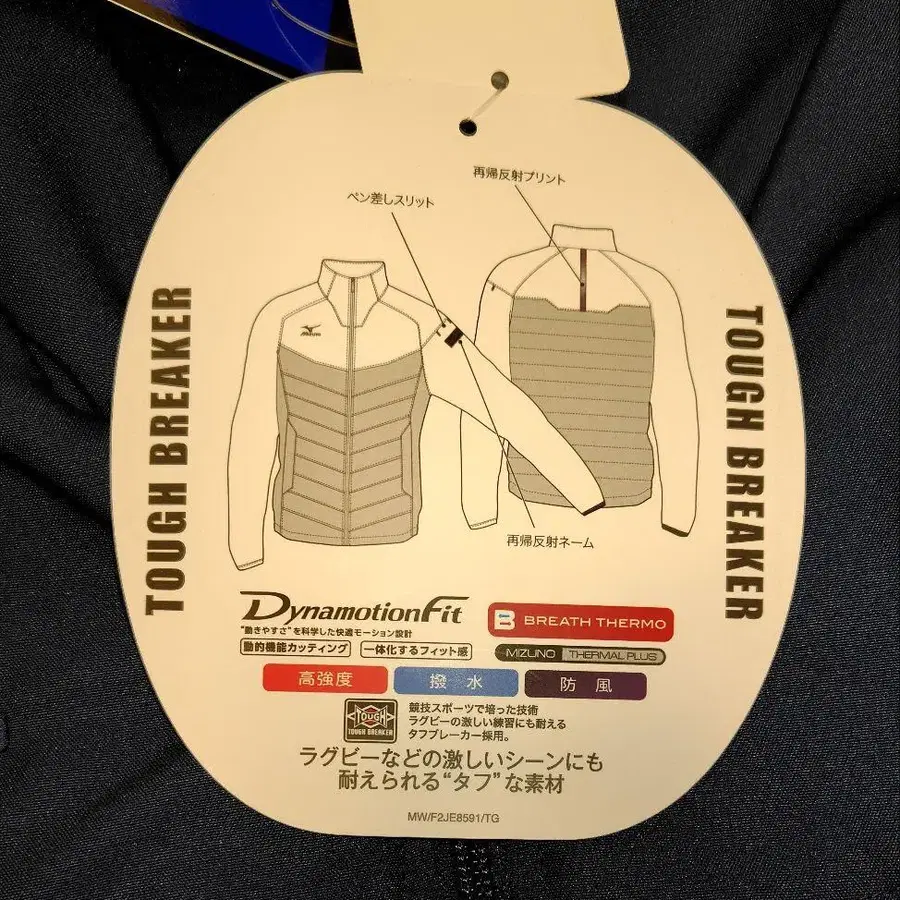 再帰反射プリント
ペン差しスリット
MIZUNO
TOUGH BREAKER
TOUGH BREAKER
再帰反射ネーム
DynamotionFit
"動きやすさ"を科学した快適モーション設計
動的機能カッティング 一体化するフィット感
B BREATH THERMO
MIZUNO THERMAL PLUS
高強度 撥 水 防 風
TOUGH
TOUGH BREAKER
競技スポーツで培った技術
ラグビーの激しい練習にも耐える
タフブレーカー採用。
ラグビーなどの激しいシーンにも
耐えられる“タフ”な素材
MW/F2JE8591/TG